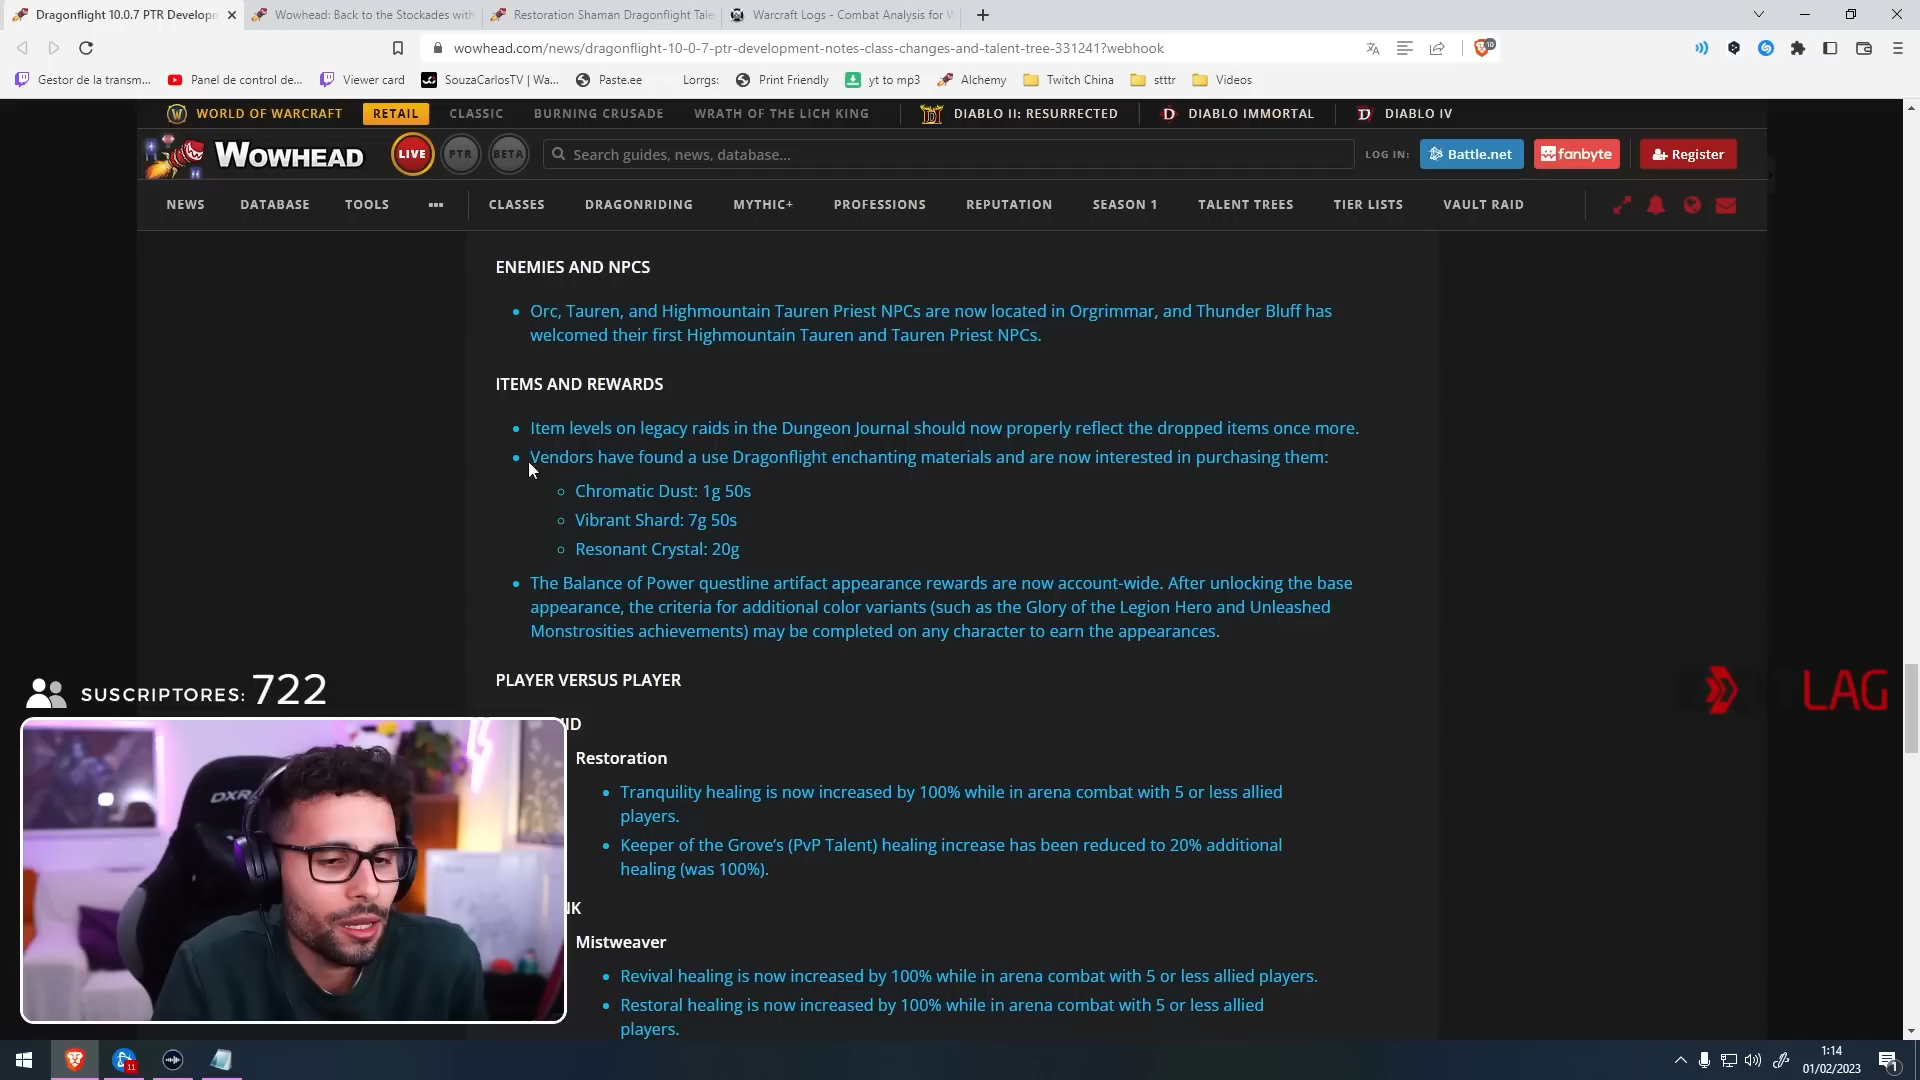 Dragonflight 10.0.7 PTR Developm
Wowhead: Back to the Stockades with
Restoration Shaman Dragonflight Tale
Warcraft Logs - Combat Analysis for W
wowhead.com/news/dragonflight-10-0-7-ptr-development-notes-class-changes-and-talent-tree-331241?webhook
10
Gestor de la transm...
Panel de control de...
Viewer card
SouzaCarlosTV | Wa...
Paste.ee
Lorrgs:
Print Friendly
yt to mp3
Alchemy
Twitch China
stttr
Videos
WORLD OF WARCRAFT
RETAIL
CLASSIC
BURNING CRUSADE
WRATH OF THE LICH KING
DIABLO II: RESURRECTED
DIABLO IMMORTAL
DIABLO IV
WOWHEAD
LIVE
PTR
BETA
Search guides, news, database...
LOG IN:
Battle.net
fanbyte
Register
NEWS
DATABASE
TOOLS
•••
CLASSES
DRAGONRIDING
MYTHIC+
PROFESSIONS
REPUTATION
SEASON 1
TALENT TREES
TIER LISTS
VAULT RAID
ENEMIES AND NPCS
Orc, Tauren, and Highmountain Tauren Priest NPCs are now located in Orgrimmar, and Thunder Bluff has
welcomed their first Highmountain Tauren and Tauren Priest NPCs.
ITEMS AND REWARDS
Item levels on legacy raids in the Dungeon Journal should now properly reflect the dropped items once more.
Vendors have found a use Dragonflight enchanting materials and are now interested in purchasing them:
Chromatic Dust: 1g 50s
Vibrant Shard: 7g 50s
Resonant Crystal: 20g
The Balance of Power questline artifact appearance rewards are now account-wide. After unlocking the base
appearance, the criteria for additional color variants (such as the Glory of the Legion Hero and Unleashed
Monstrosities achievements) may be completed on any character to earn the appearances.
PLAYER VERSUS PLAYER
SUSCRIPTORES: 722
LAG
ID
Restoration
Tranquility healing is now increased by 100% while in arena combat with 5 or less allied
players.
Keeper of the Grove's (PvP Talent) healing increase has been reduced to 20% additional
healing (was 100%).
NK
Mistweaver
Revival healing is now increased by 100% while in arena combat with 5 or less allied players.
Restoral healing is now increased by 100% while in arena combat with 5 or less allied
players.
DXR
11
1:14
01/02/2023
1